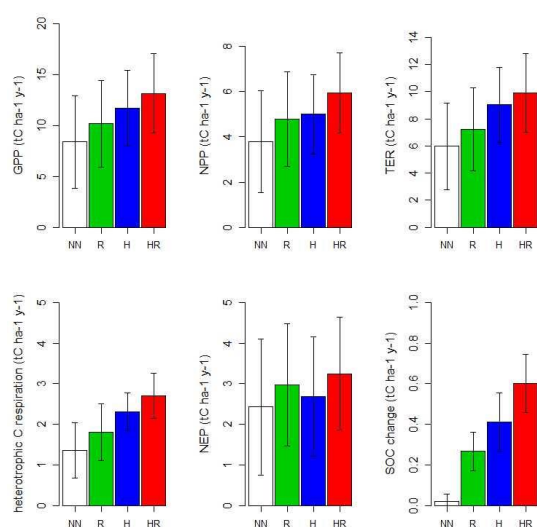 GPP (tC ha-1 y-1)
0 5 10 15 20
NN R H HR
NPP (tC ha-1 y-1)
0 2 4 6 8
NN R H HR
TER (tC ha-1 y-1)
0 2 4 6 8 10 12 14
NN R H HR
heterotrophic C respiration (tC ha-1 y-1)
0 1 2 3 4 5
NN R H HR
NEP (tC ha-1 y-1)
0 1 2 3 4 5
NN R H HR
SOC change (tC ha-1 y-1)
0.0 0.2 0.4 0.6 0.8 1.0
NN R H HR